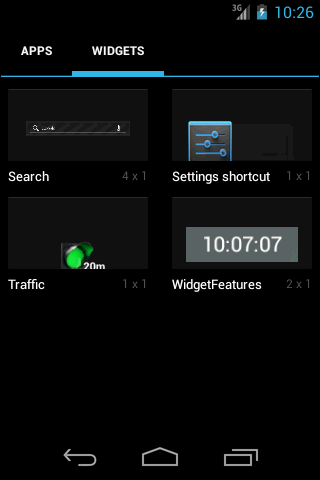 3G 10:26
APPS WIDGETS
Search 4 x 1
Settings shortcut 1 x 1
20m
Traffic 1 x 1
10:07:07
WidgetFeatures 2 x 1